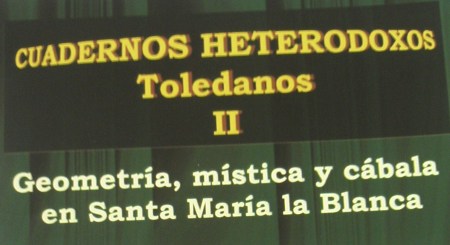 CUADERNOS HETERODOXOS
Toledanos
II
Geometría, mística y cábala
en Santa María la Blanca